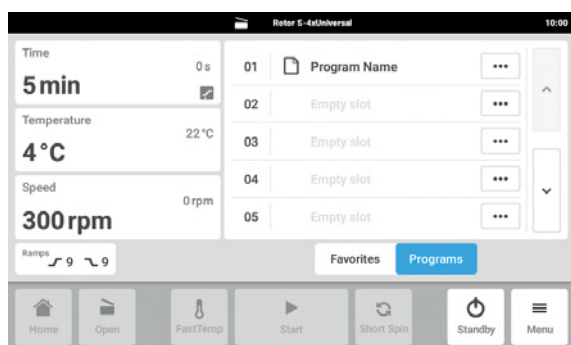 Rotor S-4xUniversal 10:00
Time
0 s
5 min
Temperature
22 °C
4 °C
Speed
0 rpm
300 rpm
Ramps 9 9
01 Program Name •••
02 Empty slot •••
03 Empty slot •••
04 Empty slot •••
05 Empty slot •••
Favorites Programs
Home Open FastTemp Start Short Spin Standby Menu